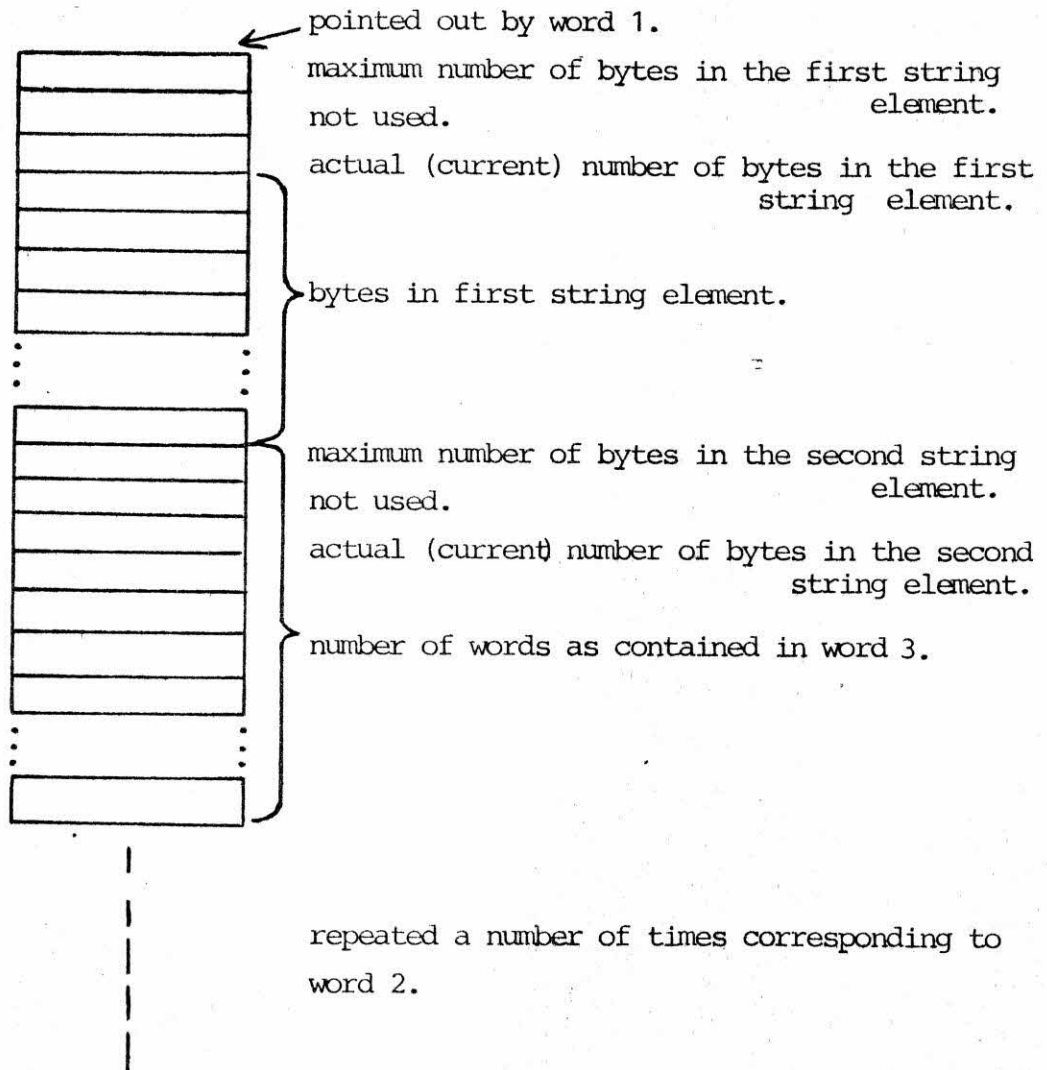 pointed out by word 1.
maximum number of bytes in the first string
element.
not used.
actual (current) number of bytes in the first
string element.
bytes in first string element.
maximum number of bytes in the second string
element.
not used.
actual (current) number of bytes in the second
string element.
number of words as contained in word 3.
repeated a number of times corresponding to
word 2.